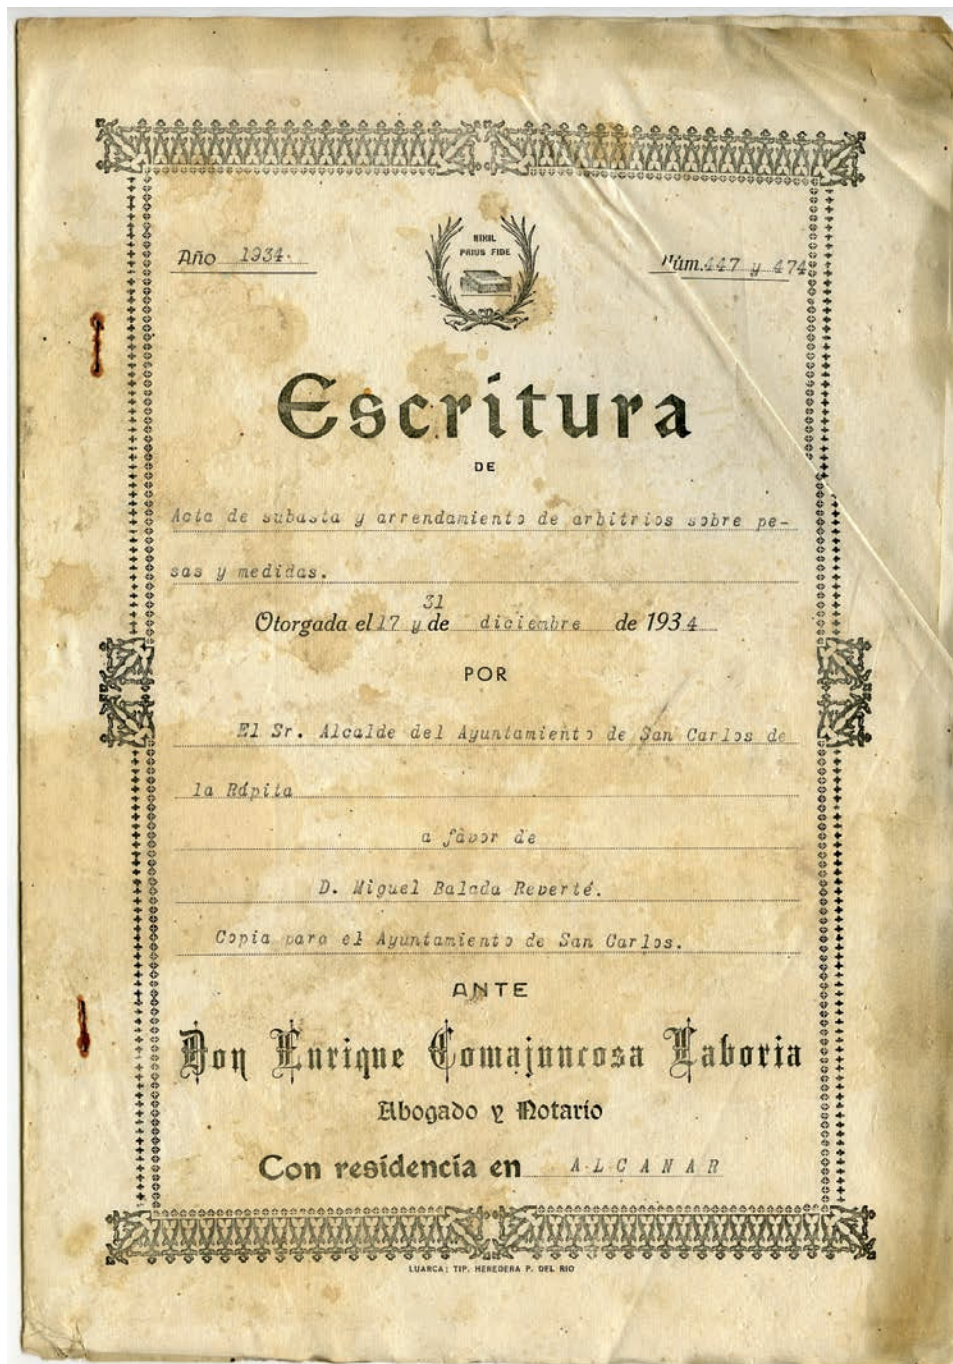 Año 1934.
NIHIL
PRIUS FIDE
Núm. 447 y 474
Escritura
DE
Acta de subasta y arrendamiento de arbitrios sobre pe-
sas y medidas.
31
Otorgada el 17 y de diciembre de 1934
POR
El Sr. Alcalde del Ayuntamiento de San Carlos de
la Rápita
a fávor de
D. Miguel Balada Reverté.
Copia para el Ayuntamiento de San Carlos.
ANTE
Don Enrique Comajuncosa Laboria
Abogado y Notario
Con residencia en ALCANAR
LUARCA: TIP. HEREDERA P. DEL RIO